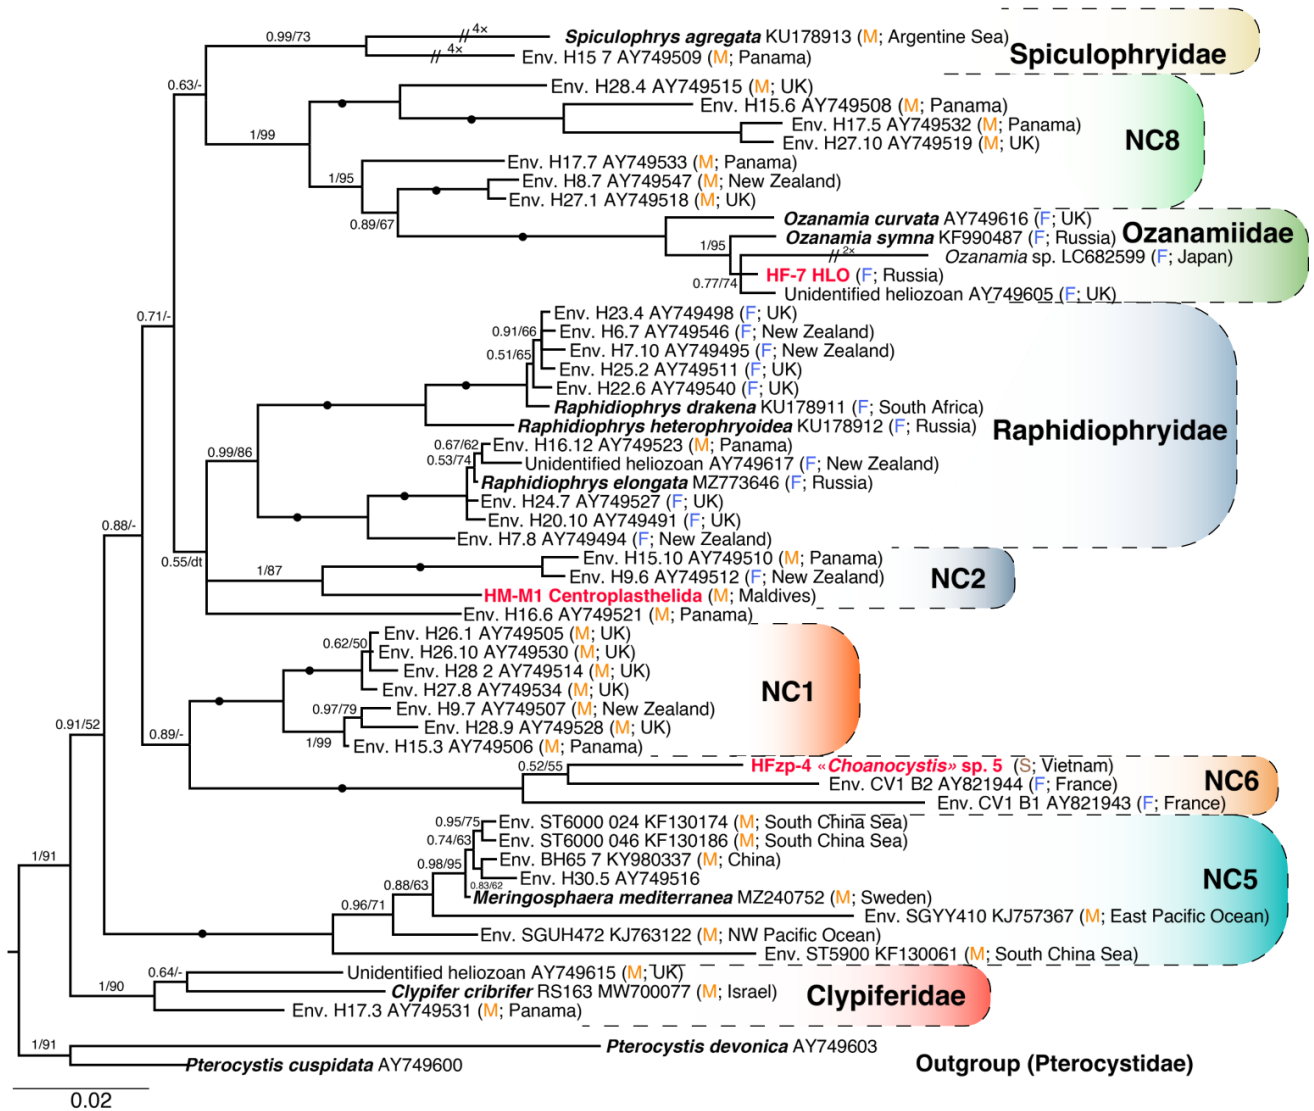 0.99/73
4×
Spiculophrys agregata KU178913 (M; Argentine Sea)
4×
Env. H15 7 AY749509 (M; Panama)
Spiculophryidae
0.63/-
Env. H28.4 AY749515 (M; UK)
Env. H15.6 AY749508 (M; Panama)
Env. H17.5 AY749532 (M; Panama)
1/99
Env. H27.10 AY749519 (M; UK)
NC8
Env. H17.7 AY749533 (M; Panama)
1/95
Env. H8.7 AY749547 (M; New Zealand)
Env. H27.1 AY749518 (M; UK)
0.89/67
Ozanamia curvata AY749616 (F; UK)
Ozanamia symna KF990487 (F; Russia)
Ozanamiidae
1/95
2×
Ozanamia sp. LC682599 (F; Japan)
HF-7 HLO (F; Russia)
0.77/74
Unidentified heliozoan AY749605 (F; UK)
0.71/-
Env. H23.4 AY749498 (F; UK)
0.91/66
Env. H6.7 AY749546 (F; New Zealand)
0.51/65
Env. H7.10 AY749495 (F; New Zealand)
Env. H25.2 AY749511 (F; UK)
Env. H22.6 AY749540 (F; UK)
Raphidiophrys drakena KU178911 (F; South Africa)
Raphidiophrys heterophryoidea KU178912 (F; Russia)
Raphidiophryidae
0.99/86
0.67/62
Env. H16.12 AY749523 (M; Panama)
0.53/74
Unidentified heliozoan AY749617 (F; New Zealand)
Raphidiophrys elongata MZ773646 (F; Russia)
Env. H24.7 AY749527 (F; UK)
Env. H20.10 AY749491 (F; UK)
0.88/-
Env. H7.8 AY749494 (F; New Zealand)
0.55/dt
Env. H15.10 AY749510 (M; Panama)
1/87
Env. H9.6 AY749512 (F; New Zealand)
NC2
HM-M1 Centroplasthelida (M; Maldives)
Env. H16.6 AY749521 (M; Panama)
Env. H26.1 AY749505 (M; UK)
0.62/50
Env. H26.10 AY749530 (M; UK)
Env. H28 2 AY749514 (M; UK)
Env. H27.8 AY749534 (M; UK)
NC1
0.97/79
Env. H9.7 AY749507 (M; New Zealand)
0.91/52
Env. H28.9 AY749528 (M; UK)
0.89/-
1/99
Env. H15.3 AY749506 (M; Panama)
0.52/55
HFzp-4 «Choanocystis» sp. 5 (S; Vietnam)
Env. CV1 B2 AY821944 (F; France)
NC6
Env. CV1 B1 AY821943 (F; France)
0.95/75
Env. ST6000 024 KF130174 (M; South China Sea)
0.74/63
Env. ST6000 046 KF130186 (M; South China Sea)
1/91
0.98/95
Env. BH65 7 KY980337 (M; China)
Env. H30.5 AY749516
NC5
0.88/63
0.83/62
Meringosphaera mediterranea MZ240752 (M; Sweden)
0.96/71
Env. SGYY410 KJ757367 (M; East Pacific Ocean)
Env. SGUH472 KJ763122 (M; NW Pacific Ocean)
Env. ST5900 KF130061 (M; South China Sea)
0.64/-
Unidentified heliozoan AY749615 (M; UK)
1/90
Clypifer cribrifer RS163 MW700077 (M; Israel)
Clypiferidae
Env. H17.3 AY749531 (M; Panama)
1/91
Pterocystis devonica AY749603
Pterocystis cuspidata AY749600
Outgroup (Pterocystidae)
0.02